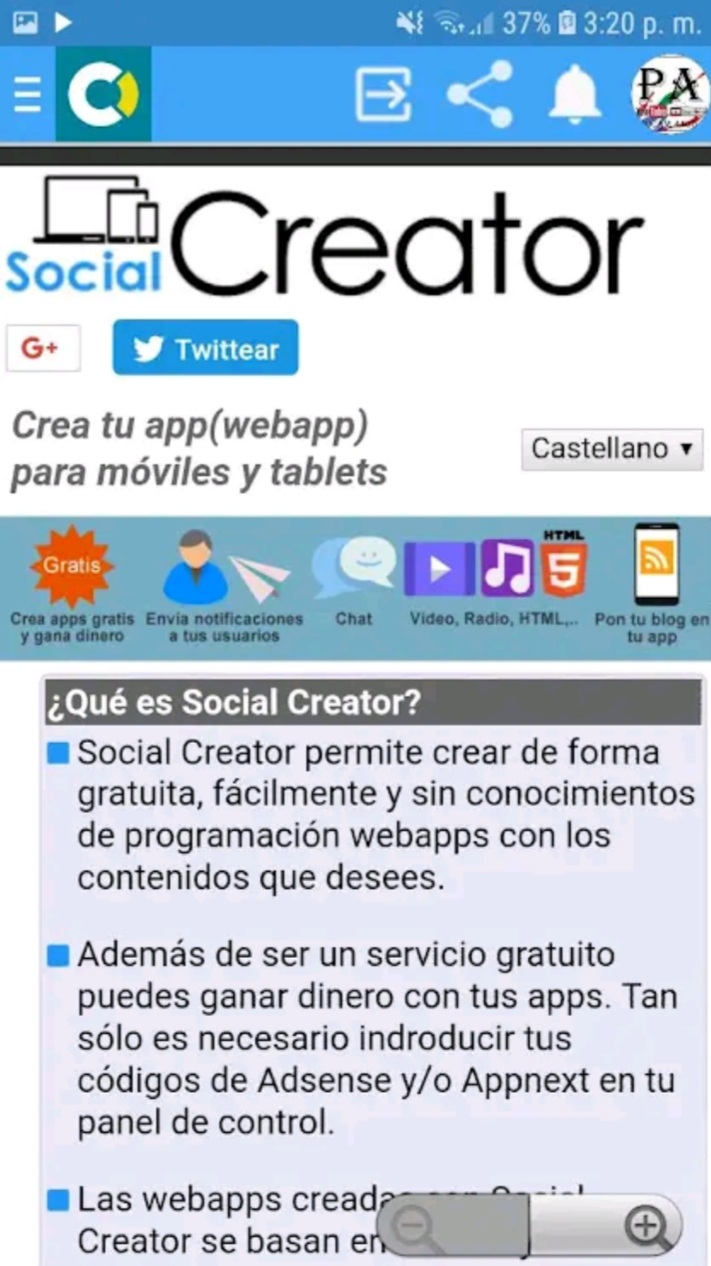 37% 3:20 p. m.
PA
Social Creator
G+
Twittear
Crea tu app(webapp)
para móviles y tablets
Castellano
Gratis
HTML
5
Crea apps gratis
y gana dinero
Envia notificaciones
a tus usuarios
Chat
Video, Radio, HTML,..
Pon tu blog en
tu app
¿Qué es Social Creator?
Social Creator permite crear de forma
gratuita, fácilmente y sin conocimientos
de programación webapps con los
contenidos que desees.
Además de ser un servicio gratuito
puedes ganar dinero con tus apps. Tan
sólo es necesario indroducir tus
códigos de Adsense y/o Appnext en tu
panel de control.
Las webapps creadas con Social
Creator se basan en